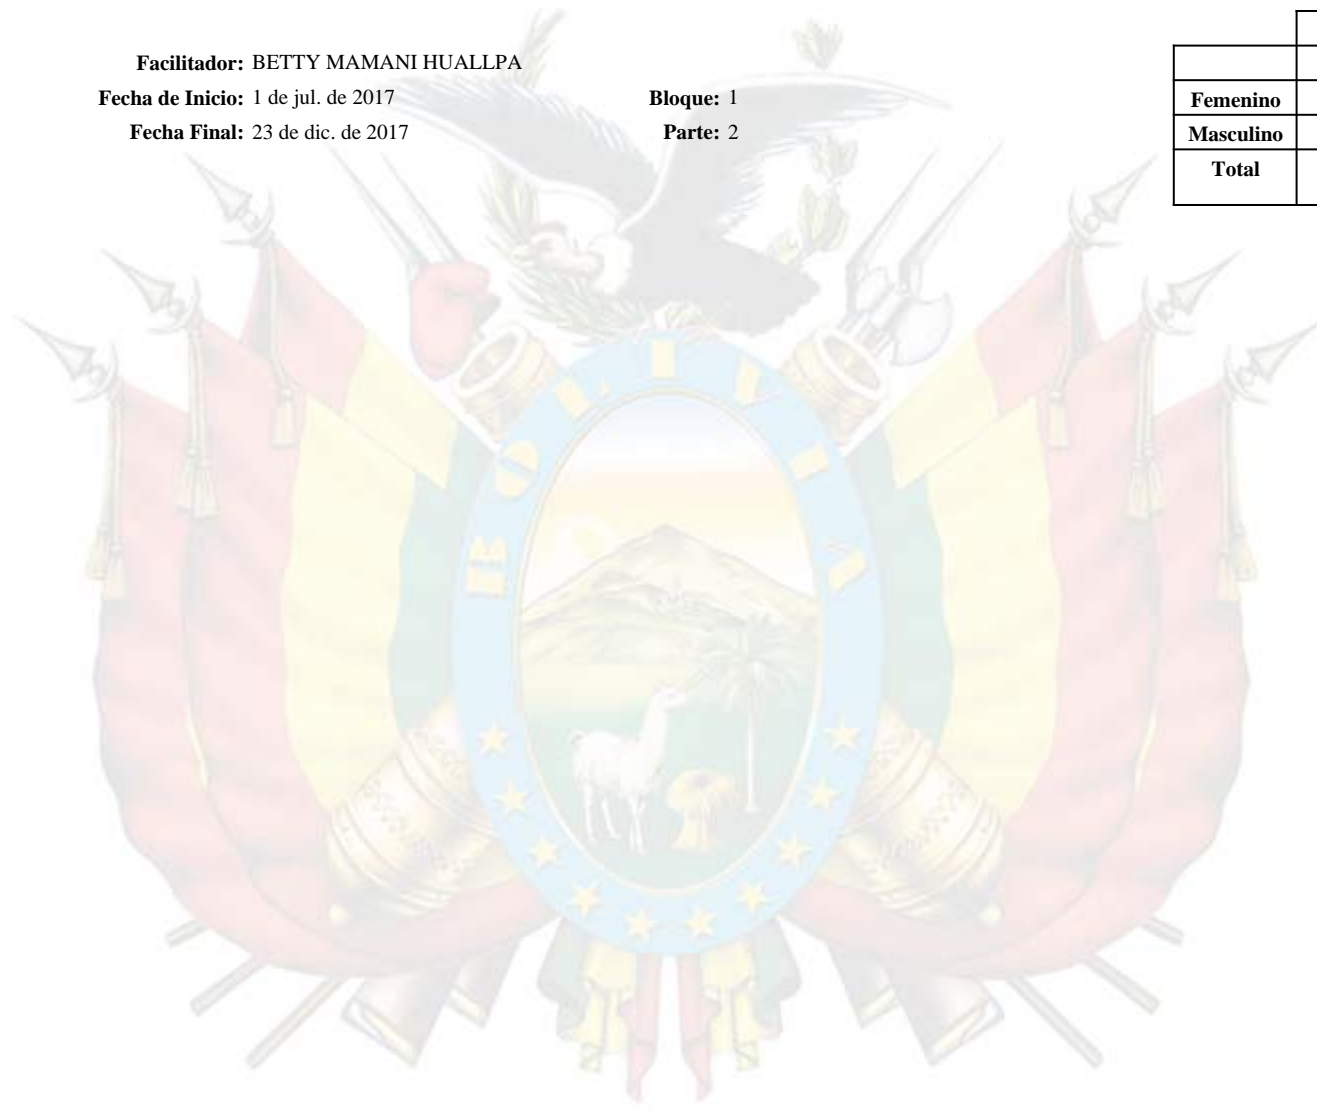 Facilitador: BETTY MAMANI HUALLPA
Fecha de Inicio: 1 de jul. de 2017 Bloque: 1
Fecha Final: 23 de dic. de 2017 Parte: 2
Femenino
Masculino
Total
BOLIVIA